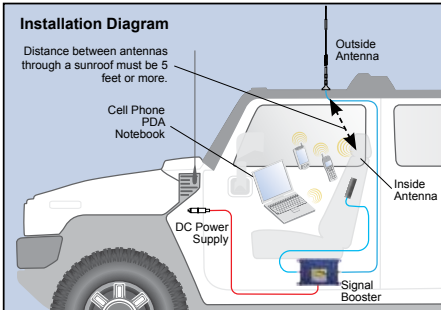 Installation Diagram
Distance between antennas
through a sunroof must be 5
feet or more.
Outside
Antenna
Cell Phone
PDA
Notebook
Inside
Antenna
DC Power
Supply
Signal
Booster